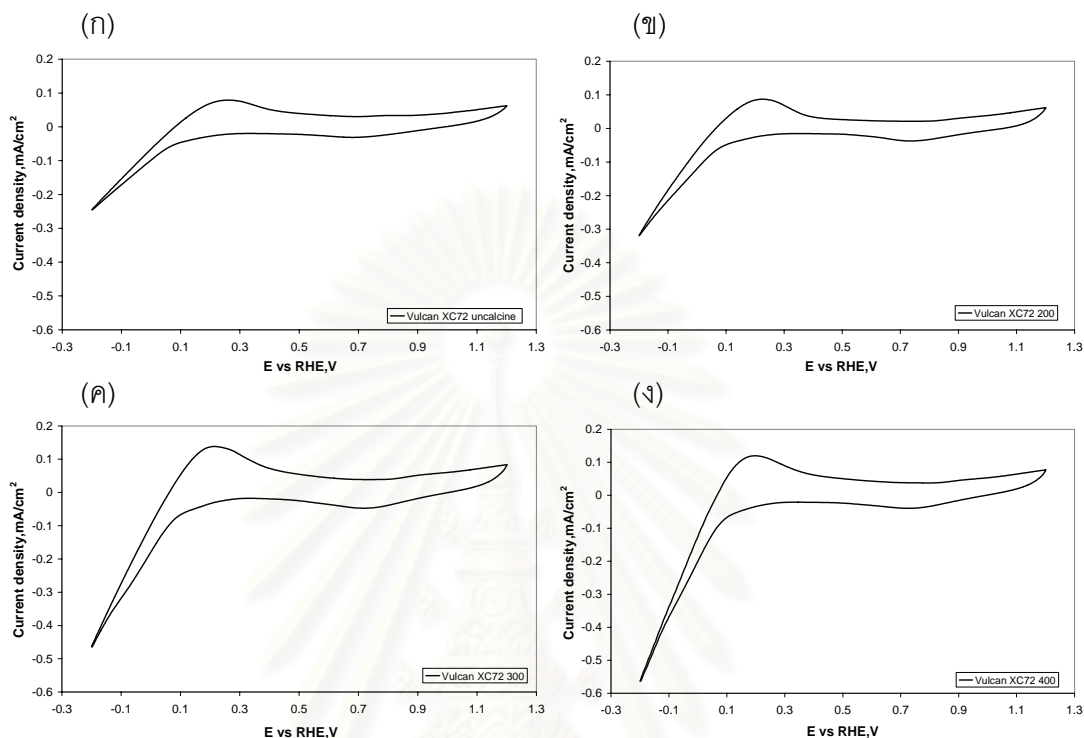 (ก)
0.2
0.1
0
-0.1
-0.2
-0.3
-0.4
-0.5
-0.6
Current density,mA/cm²
-0.3 -0.1 0.1 0.3 0.5 0.7 0.9 1.1 1.3
E vs RHE,V
Vulcan XC72 uncalcine
(ข)
0.2
0.1
0
-0.1
-0.2
-0.3
-0.4
-0.5
-0.6
Current density,mA/cm²
-0.3 -0.1 0.1 0.3 0.5 0.7 0.9 1.1 1.3
E vs RHE,V
Vulcan XC72 200
(ค)
0.2
0.1
0
-0.1
-0.2
-0.3
-0.4
-0.5
-0.6
Current density,mA/cm²
-0.3 -0.1 0.1 0.3 0.5 0.7 0.9 1.1 1.3
E vs RHE,V
Vulcan XC72 300
(ง)
0.2
0.1
0
-0.1
-0.2
-0.3
-0.4
-0.5
-0.6
Current density,mA/cm²
-0.3 -0.1 0.1 0.3 0.5 0.7 0.9 1.1 1.3
E vs RHE,V
Vulcan XC72 400